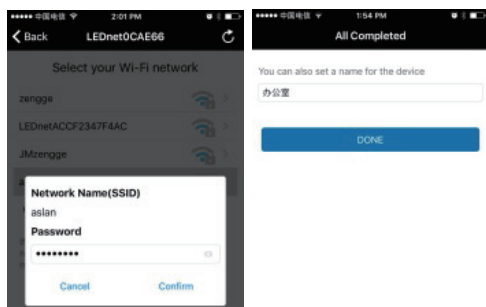 中国电信 2:01 PM
Back LEDnet0CAE66
Select your Wi-Fi network
zengge
LEDnetACCF2347F4AC
JMzengge
Network Name(SSID)
aslan
Password
••••••••
Cancel Confirm
中国电信 1:54 PM
All Completed
You can also set a name for the device
办公室
DONE